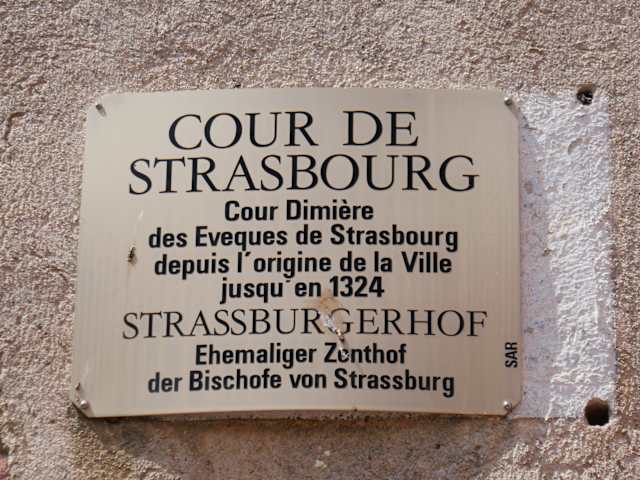 COUR DE
STRASBOURG
Cour Dimière
des Eveques de Strasbourg
depuis l'origine de la Ville
jusqu'en 1324
STRASSBURGERHOF
Ehemaliger Zenthof
der Bischofe von Strassburg
SAR